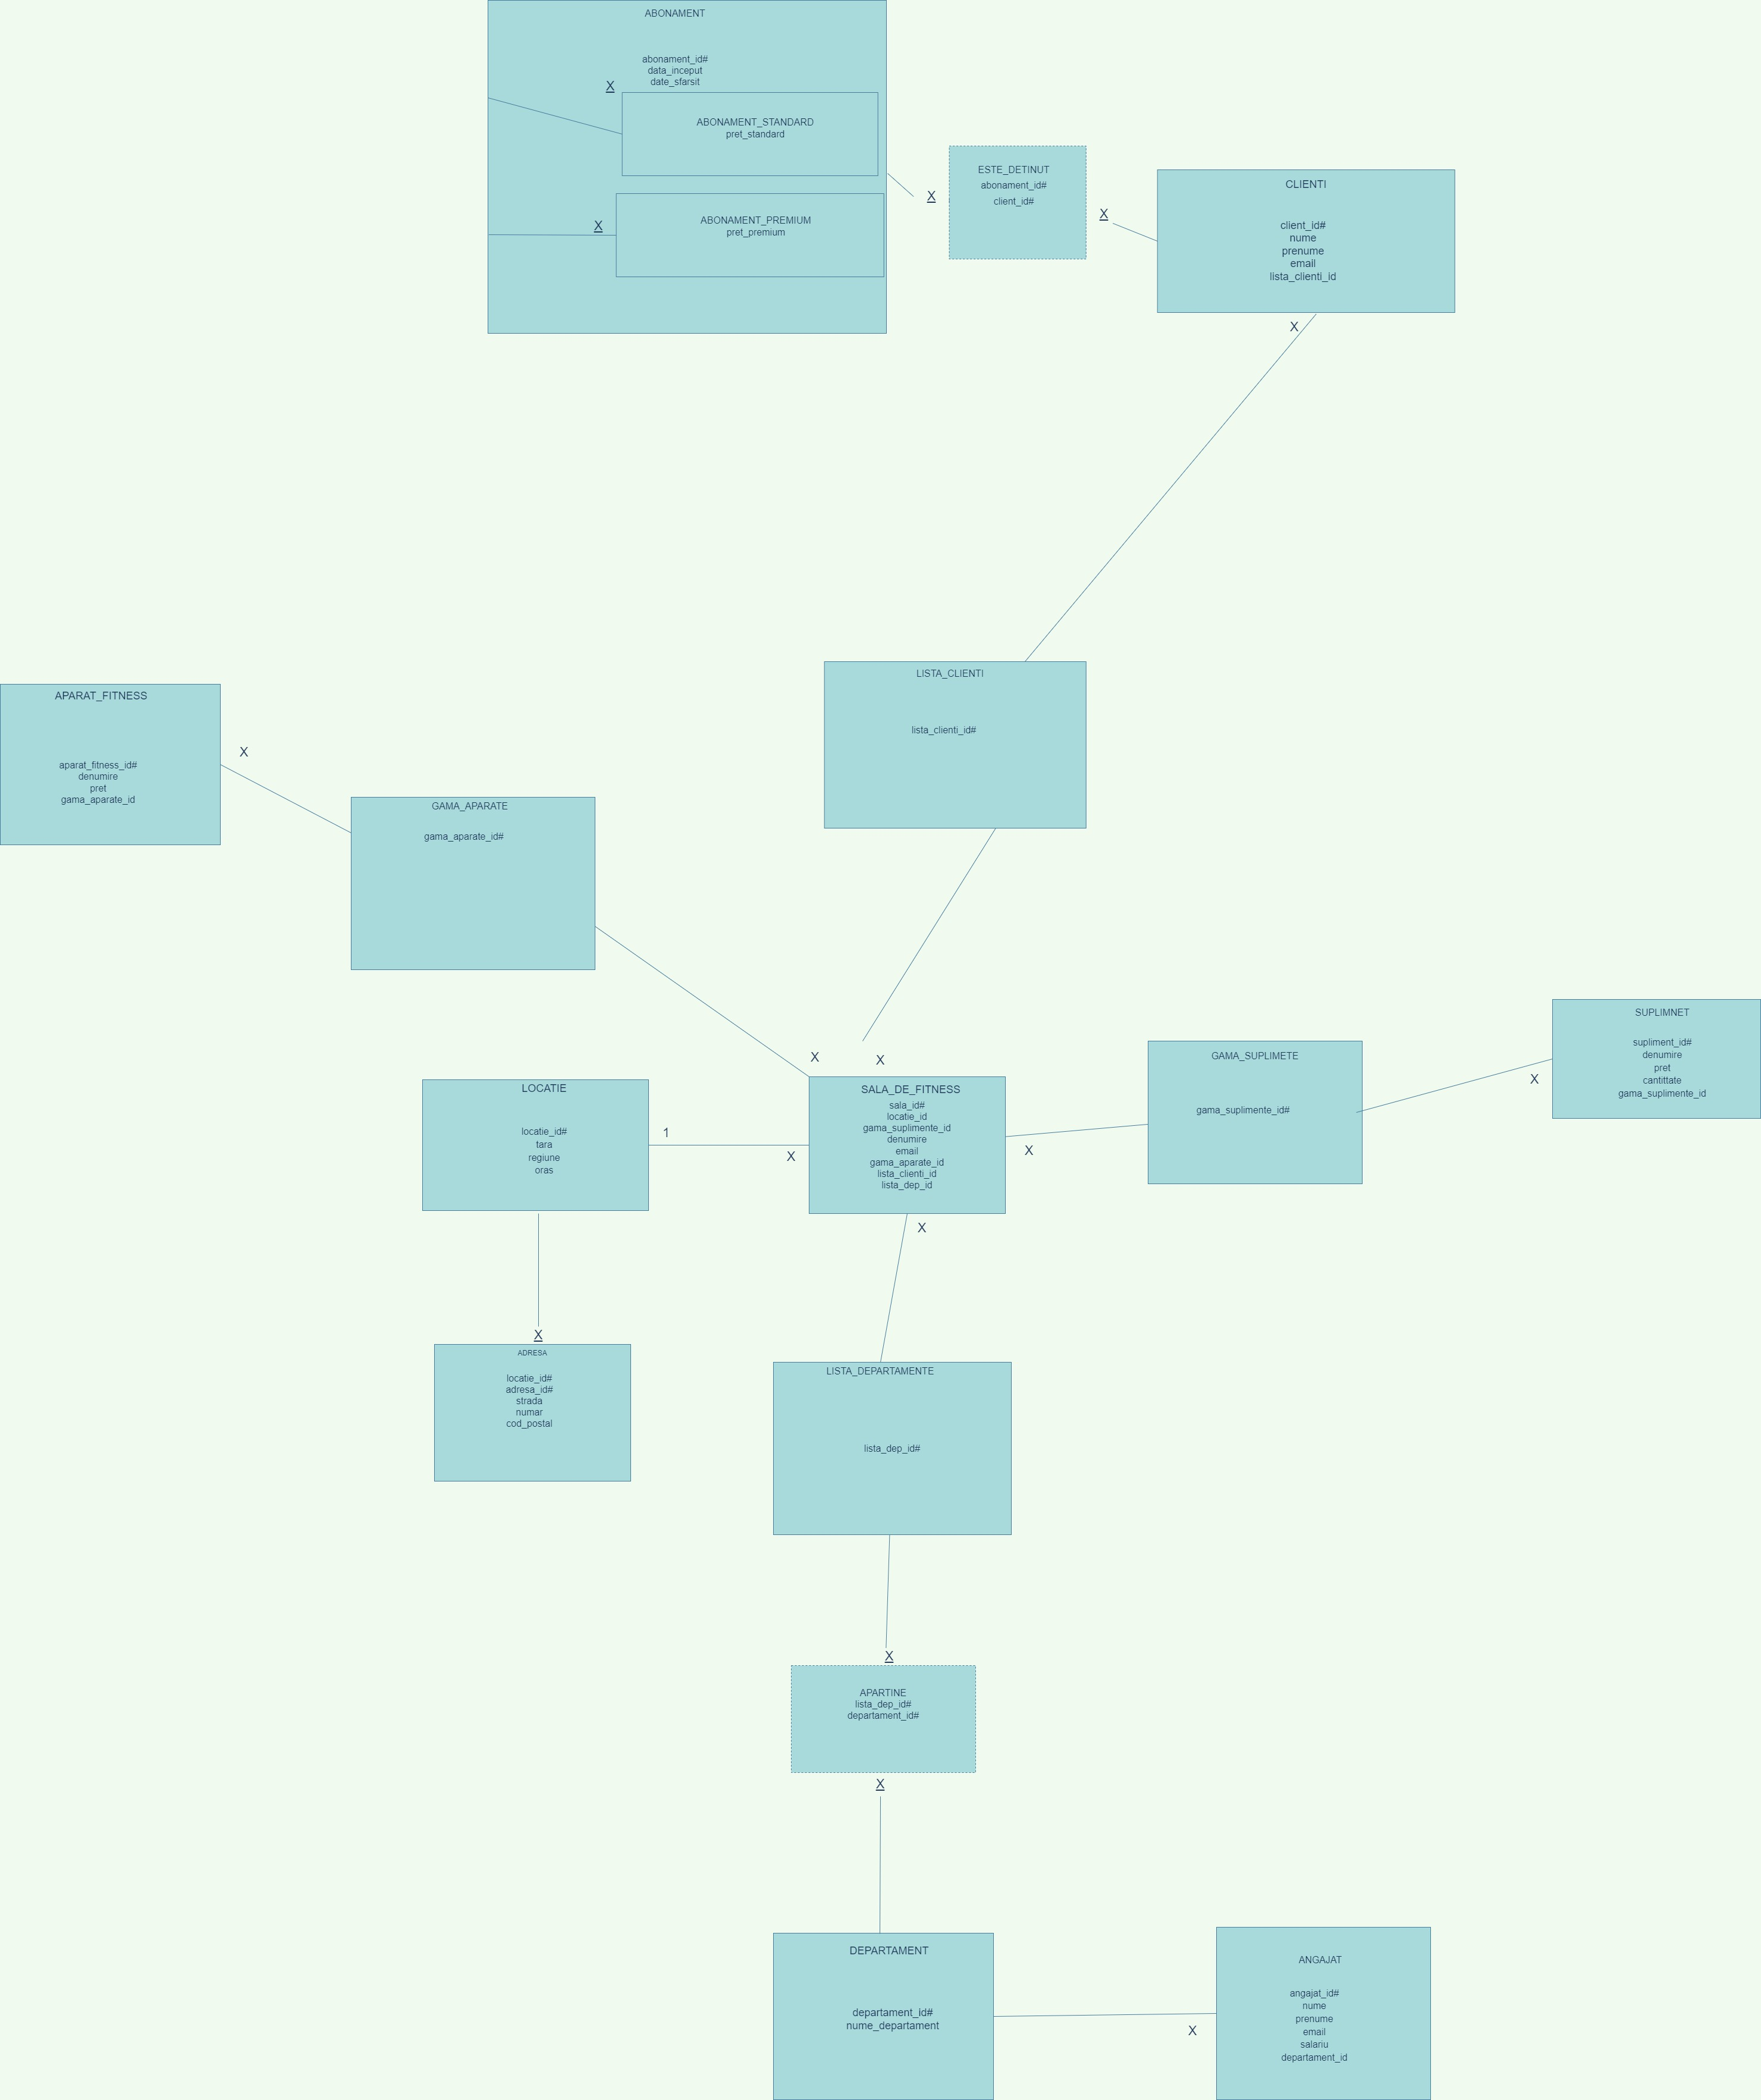 ABONAMENT
abonament_id#
data_inceput
date_sfarsit
X
ABONAMENT_STANDARD
pret_standard
X
ABONAMENT_PREMIUM
pret_premium
X
ESTE_DETINUT
abonament_id#
client_id#
X
CLIENTI
client_id#
nume
prenume
email
lista_clienti_id
X
LISTA_CLIENTI
lista_clienti_id#
APARAT_FITNESS
aparat_fitness_id#
denumire
pret
gama_aparate_id
X
GAMA_APARATE
gama_aparate_id#
X
X
SALA_DE_FITNESS
sala_id#
locatie_id
gama_suplimente_id
denumire
email
gama_aparate_id
lista_clienti_id
lista_dep_id
LOCATIE
locatie_id#
tara
regiune
oras
1
X
X
GAMA_SUPLIMETE
gama_suplimente_id#
X
SUPLIMNET
supliment_id#
denumire
pret
cantittate
gama_suplimente_id
X
X
ADRESA
locatie_id#
adresa_id#
strada
numar
cod_postal
LISTA_DEPARTAMENTE
lista_dep_id#
X
APARTINE
lista_dep_id#
departament_id#
X
DEPARTAMENT
departament_id#
nume_departament
X
ANGAJAT
angajat_id#
nume
prenume
email
salariu
departament_id